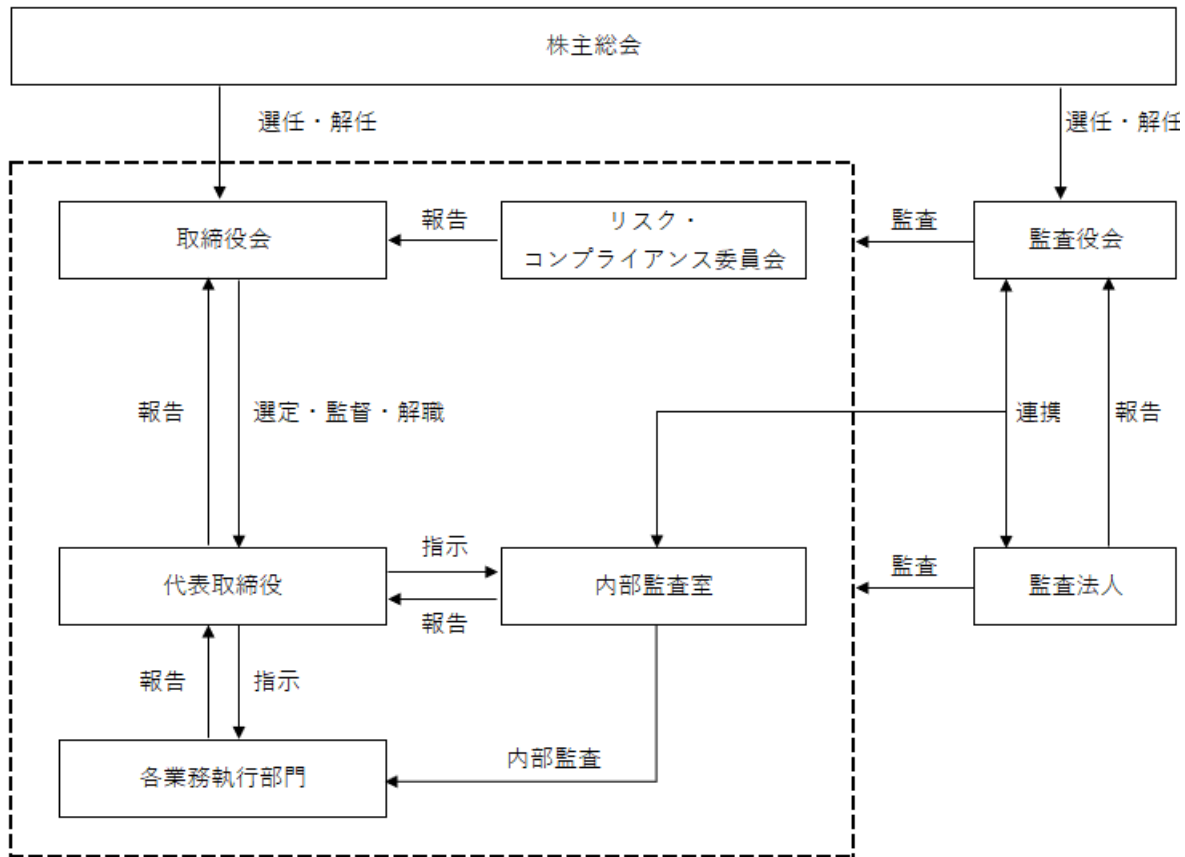 株主総会
選任・解任
選任・解任
取締役会
報告
リスク・
コンプライアンス委員会
監査
監査役会
報告
選定・監督・解職
連携
報告
代表取締役
指示
報告
内部監査室
監査
監査法人
報告
指示
各業務執行部門
内部監査